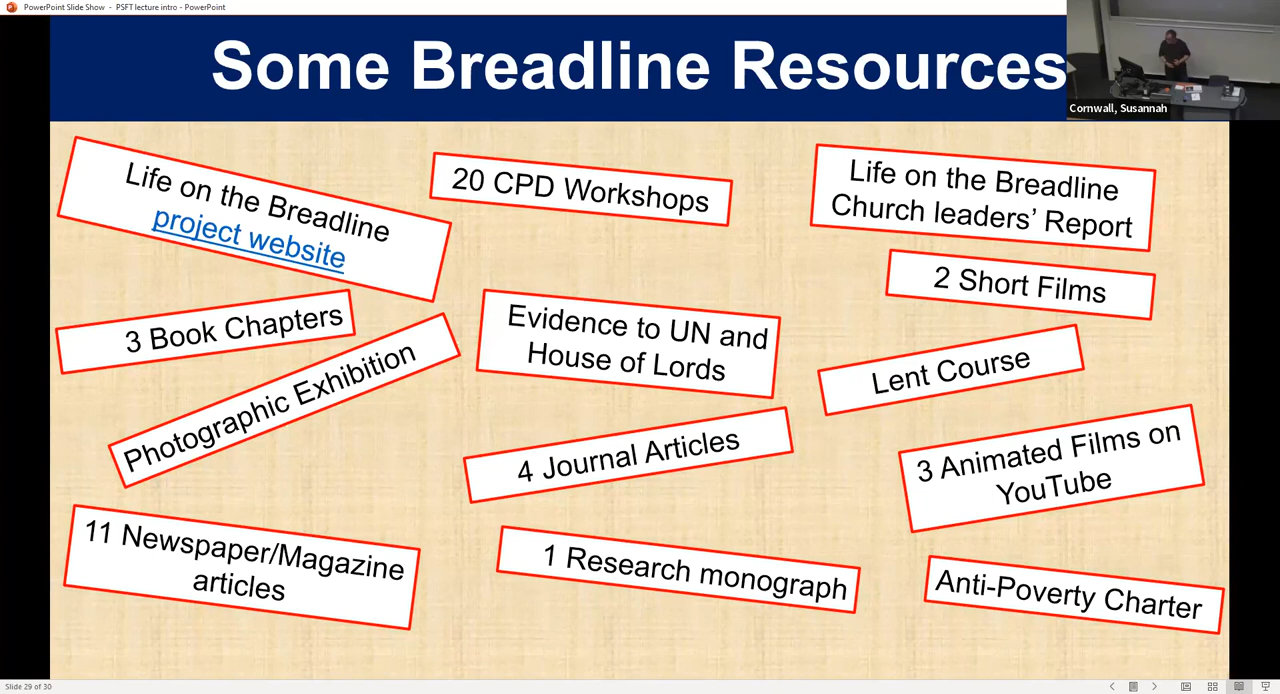 PowerPoint Slide Show - PSFT lecture intro - PowerPoint
Some Breadline Resources
Cornwall, Susannah
Life on the Breadline
project website
20 CPD Workshops
Life on the Breadline
Church leaders’ Report
2 Short Films
3 Book Chapters
Evidence to UN and
House of Lords
Photographic Exhibition
Lent Course
4 Journal Articles
3 Animated Films on
YouTube
11 Newspaper/Magazine
articles
1 Research monograph
Anti-Poverty Charter
Slide 29 of 30